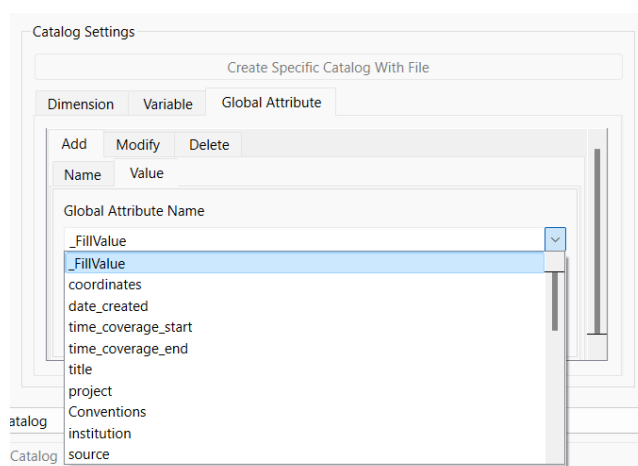 Catalog Settings
Create Specific Catalog With File
Dimension Variable Global Attribute
Add Modify Delete
Name Value
Global Attribute Name
_FillValue
_FillValue
coordinates
date_created
time_coverage_start
time_coverage_end
title
project
Conventions
institution
source
atalog
Catalog